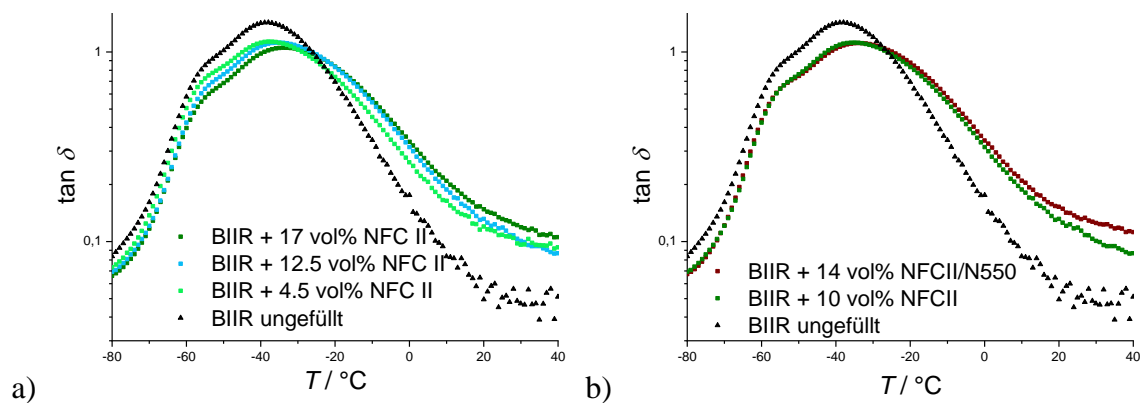 1
0,1
tan δ
BIIR + 17 vol% NFC II
BIIR + 12.5 vol% NFC II
BIIR + 4.5 vol% NFC II
BIIR ungefüllt
-80 -60 -40 -20 0 20 40
T / °C
a)
1
0,1
tan δ
BIIR + 14 vol% NFCII/N550
BIIR + 10 vol% NFCII
BIIR ungefüllt
-80 -60 -40 -20 0 20 40
T / °C
b)